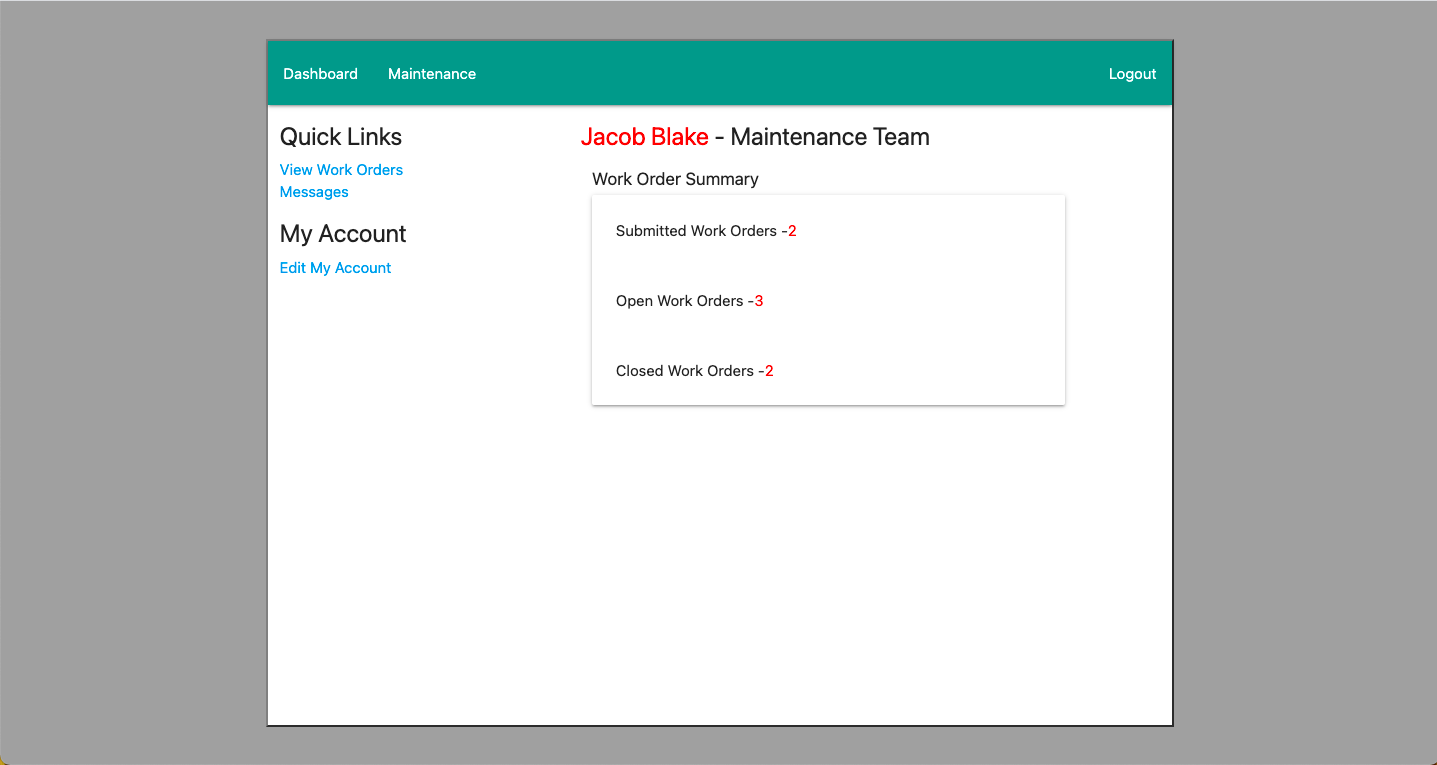 Dashboard Maintenance Logout
Quick Links
View Work Orders
Messages
My Account
Edit My Account
Jacob Blake - Maintenance Team
Work Order Summary
Submitted Work Orders -2
Open Work Orders -3
Closed Work Orders -2